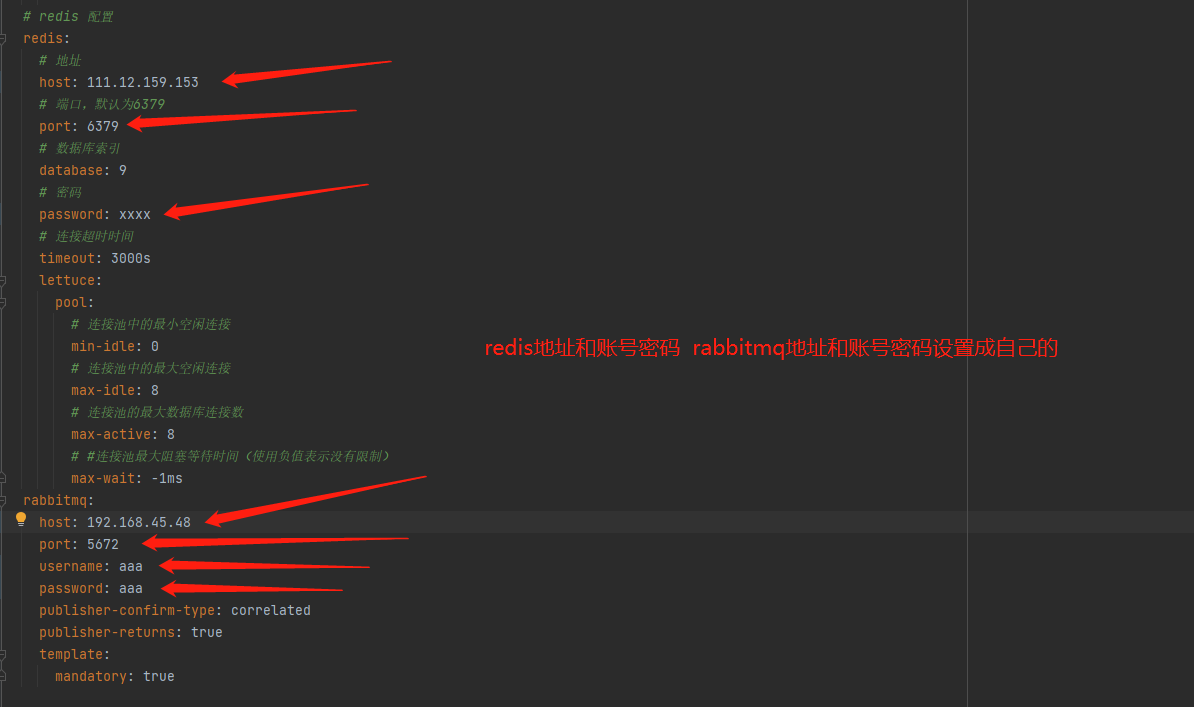 # redis 配置
redis:
# 地址
host: 111.12.159.153
# 端口，默认为6379
port: 6379
# 数据库索引
database: 9
# 密码
password: xxxx
# 连接超时时间
timeout: 3000s
lettuce:
pool:
# 连接池中的最小空闲连接
min-idle: 0
redis地址和账号密码 rabbitmq地址和账号密码设置成自己的
# 连接池中的最大空闲连接
max-idle: 8
# 连接池的最大数据库连接数
max-active: 8
# #连接池最大阻塞等待时间（使用负值表示没有限制）
max-wait: -1ms
rabbitmq:
host: 192.168.45.48
port: 5672
username: aaa
password: aaa
publisher-confirm-type: correlated
publisher-returns: true
template:
mandatory: true